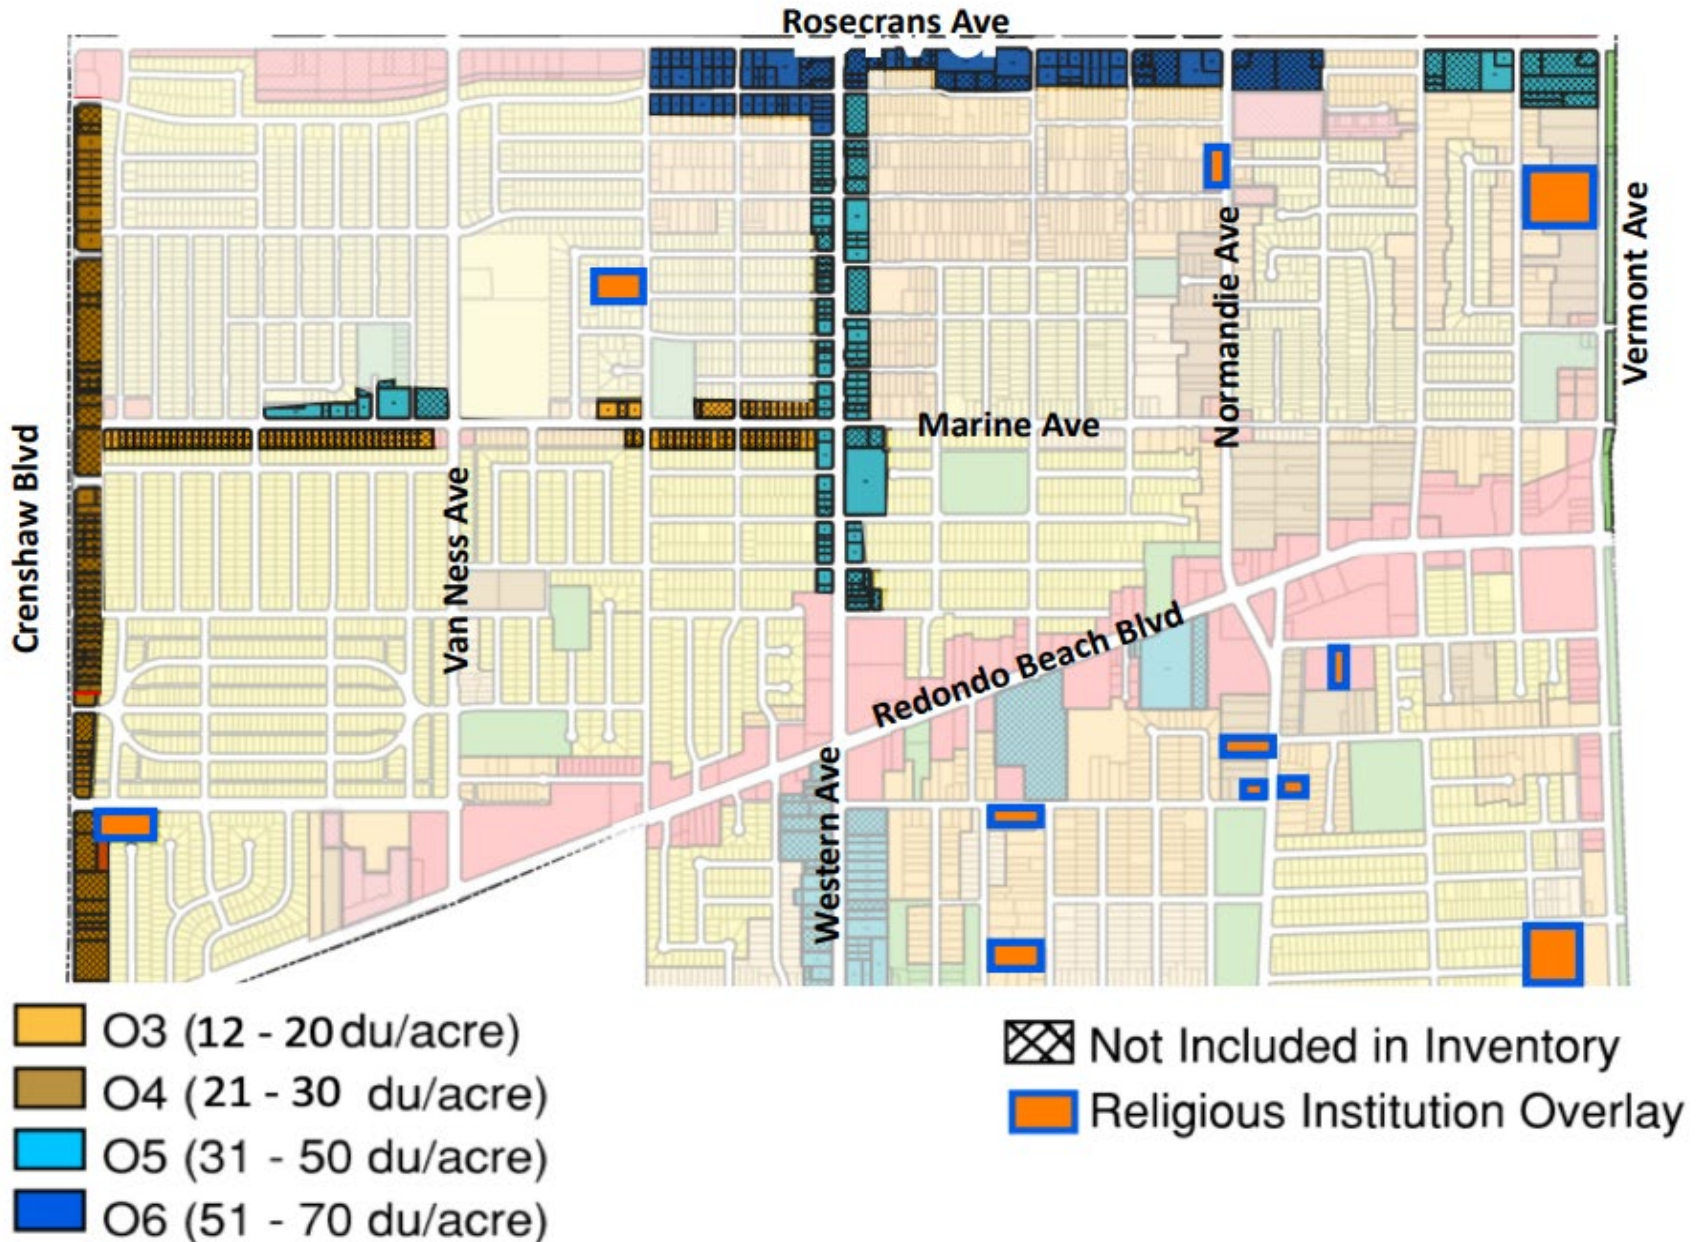 Rosecrans Ave
Vermont Ave
Normandie Ave
Marine Ave
Crenshaw Blvd
Van Ness Ave
Redondo Beach Blvd
Western Ave
O3 (12 - 20 du/acre)
O4 (21 - 30 du/acre)
O5 (31 - 50 du/acre)
O6 (51 - 70 du/acre)
Not Included in Inventory
Religious Institution Overlay